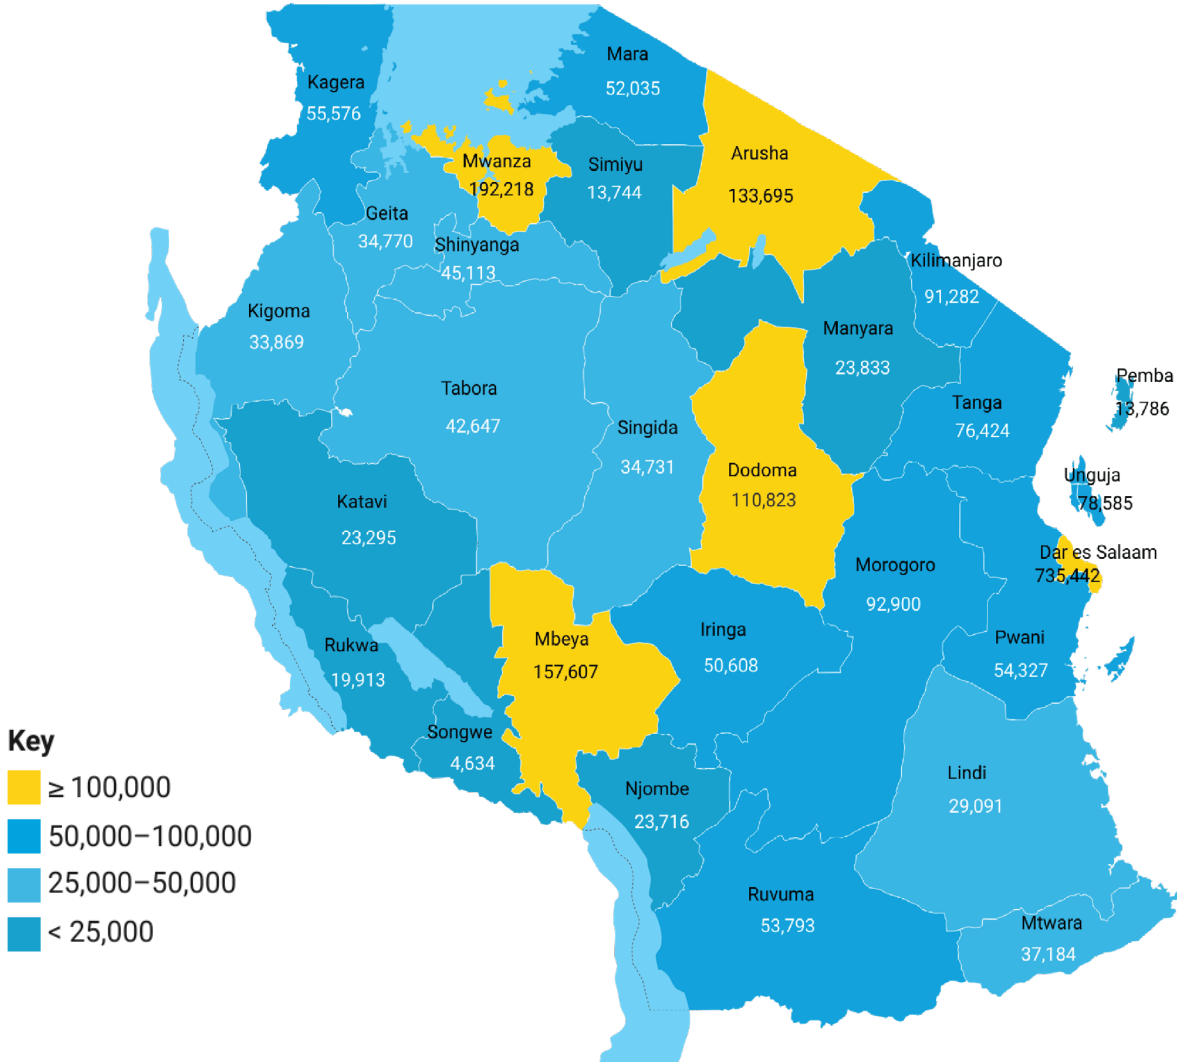 Mara
52,035
Kagera
55,576
Arusha
133,695
Mwanza
192,218
Simiyu
13,744
Geita
34,770
Shinyanga
45,113
Kilimanjaro
91,282
Kigoma
33,869
Manyara
23,833
Pemba
13,786
Tabora
42,647
Tanga
76,424
Singida
34,731
Dodoma
110,823
Unguja
78,585
Katavi
23,295
Dar es Salaam
735,442
Morogoro
92,900
Mbeya
157,607
Iringa
50,608
Pwani
54,327
Rukwa
19,913
Songwe
4,634
Njombe
23,716
Lindi
29,091
Ruvuma
53,793
Mtwara
37,184
Key
≥ 100,000
50,000–100,000
25,000–50,000
< 25,000